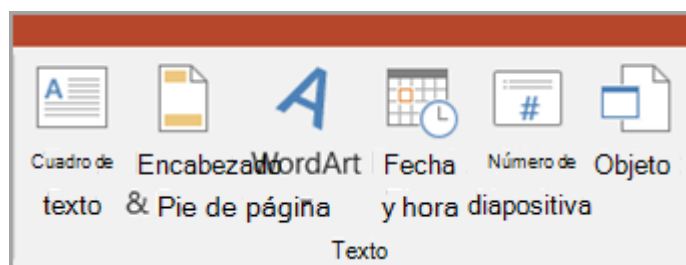 A
#
Cuadro de texto
Encabezado & Pie de página
WordArt
Fecha y hora
Número de diapositiva
Objeto
Texto